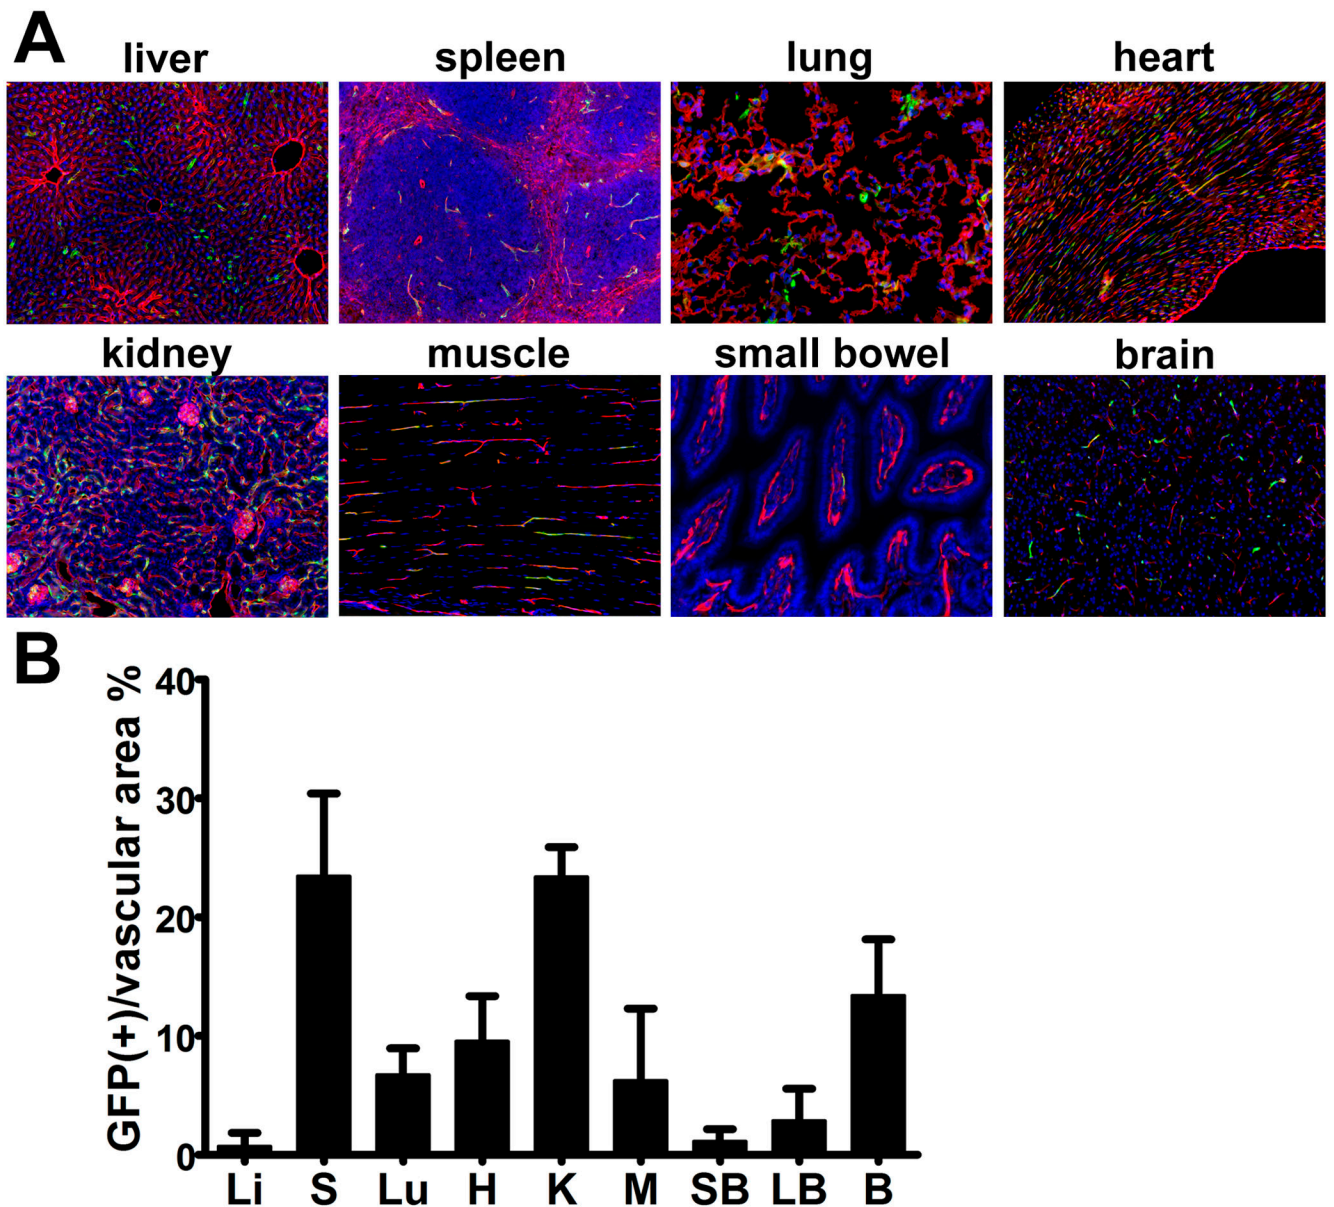 A
liver spleen lung heart
kidney muscle small bowel brain
B
GFP(+)/vascular area %
40
30
20
10
0
Li S Lu H K M SB LB B